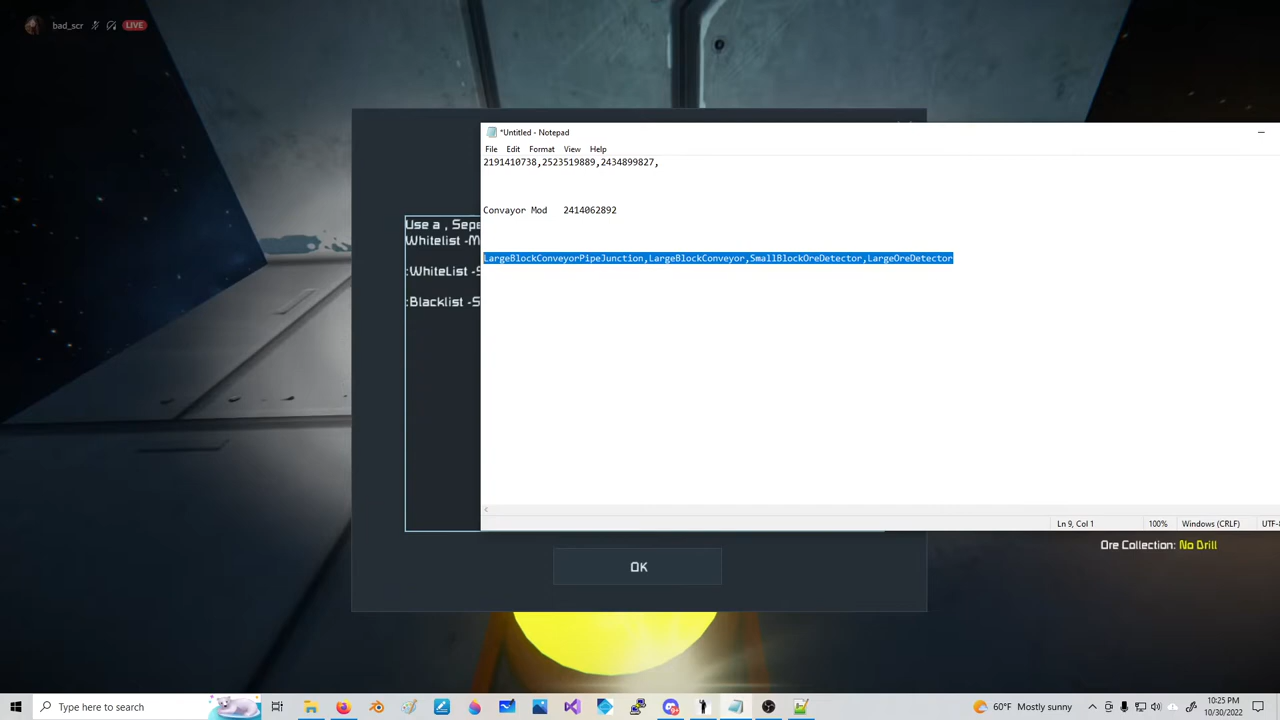 bad_scr LIVE
*Untitled - Notepad
File Edit Format View Help
2191410738,2523519889,2434899827,
Convayor Mod   2414062892
Use a , Sepe
Whitelist -M
LargeBlockConveyorPipeJunction,LargeBlockConveyor,SmallBlockOreDetector,LargeOreDetector
:WhiteList -S
:Blacklist -S
Ln 9, Col 1 100% Windows (CRLF) UTF-8
Ore Collection: No Drill
OK
Type here to search
60°F Mostly sunny
10:25 PM
10/30/2022